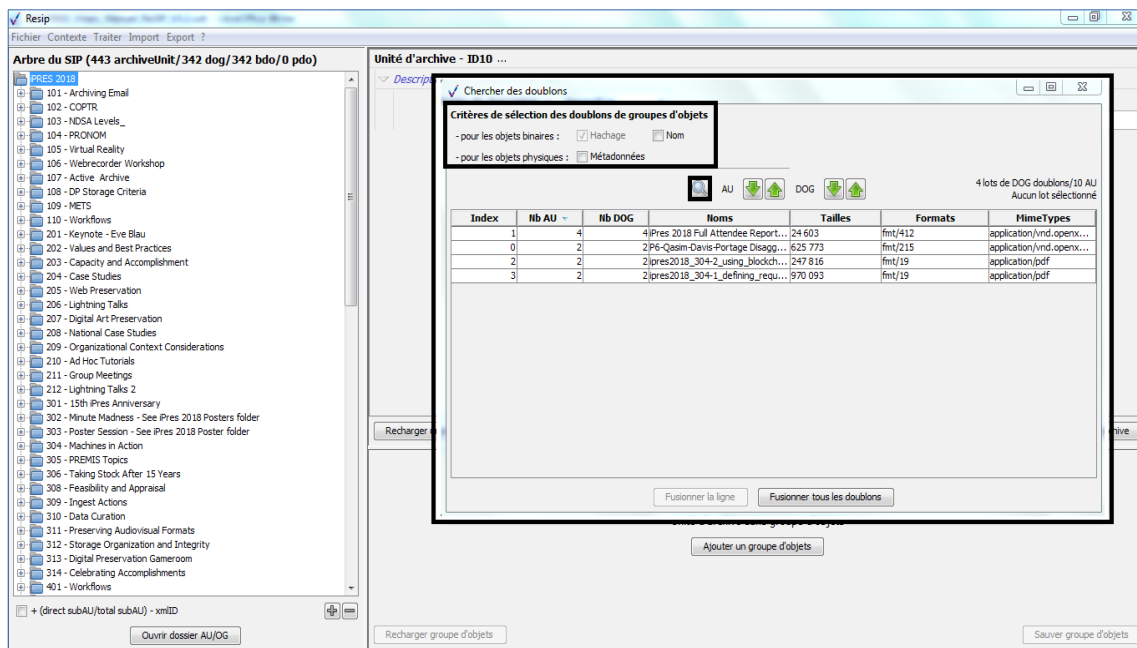 Resip
Fichier Contexte Traiter Import Export ?
Arbre du SIP (443 archiveUnit/342 dog/342 bdo/0 pdo)
iPRES 2018
101 - Archiving Email
102 - COPTR
103 - NDSA Levels_
104 - PRONOM
105 - Virtual Reality
106 - Webrecorder Workshop
107 - Active Archive
108 - DP Storage Criteria
109 - METS
110 - Workflows
201 - Keynote - Eve Blau
202 - Values and Best Practices
203 - Capacity and Accomplishment
204 - Case Studies
205 - Web Preservation
206 - Lightning Talks
207 - Digital Art Preservation
208 - National Case Studies
209 - Organizational Context Considerations
210 - Ad Hoc Tutorials
211 - Group Meetings
212 - Lightning Talks 2
301 - 15th iPres Anniversary
302 - Minute Madness - See iPres 2018 Posters folder
303 - Poster Session - See iPres 2018 Poster folder
304 - Machines in Action
305 - PREMIS Topics
306 - Taking Stock After 15 Years
308 - Feasibility and Appraisal
309 - Ingest Actions
310 - Data Curation
311 - Preserving Audiovisual Formats
312 - Storage Organization and Integrity
313 - Digital Preservation Gameroom
314 - Celebrating Accomplishments
401 - Workflows
+ (direct subAU/total subAU) - xmlID
Ouvrir dossier AU/OG
Unité d'archive - ID10 ...
Descript
Chercher des doublons
Critères de sélection des doublons de groupes d'objets
- pour les objets binaires : Hachage Nom
- pour les objets physiques : Métadonnées
AU DOG
4 lots de DOG doublons/10 AU
Aucun lot sélectionné
Index Nb AU Nb DOG Noms Tailles Formats MimeTypes
1 4 4 iPres 2018 Full Attendee Report... 24 603 fmt/412 application/vnd.openx...
0 2 2 P6-Qasim-Davis-Portage Disagg... 625 773 fmt/215 application/vnd.openx...
2 2 2 ipres2018_304-2_using_blockch... 247 816 fmt/19 application/pdf
3 2 2 ipres2018_304-1_defining_requ... 970 093 fmt/19 application/pdf
Fusionner la ligne Fusionner tous les doublons
Recharger
hive
Ajouter un groupe d'objets
Recharger groupe d'objets Sauver groupe d'objets